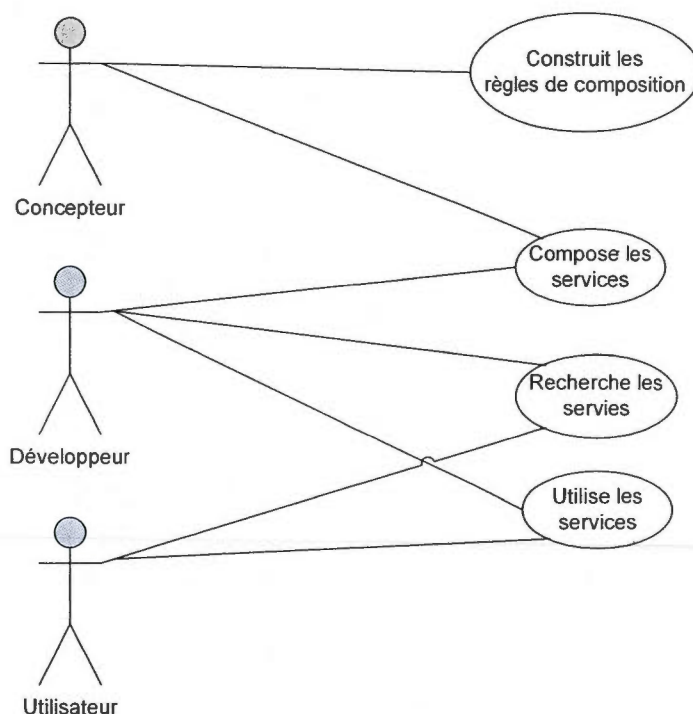 Construit les
règles de composition
Concepteur
Compose les
services
Recherche les
servies
Développeur
Utilise les
services
Utilisateur